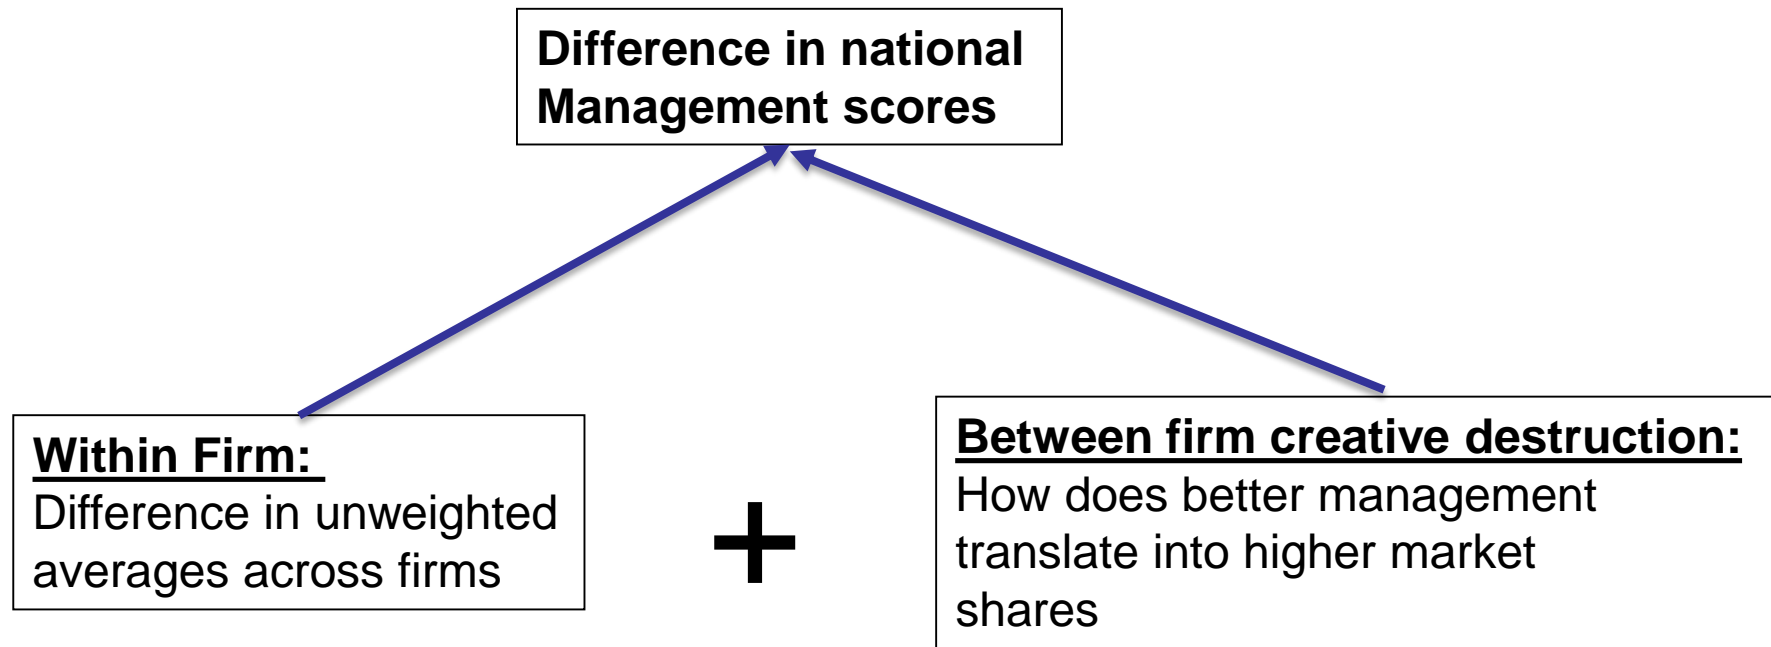 Difference in national
Management scores
Within Firm:
Difference in unweighted
averages across firms
+
Between firm creative destruction:
How does better management
translate into higher market
shares